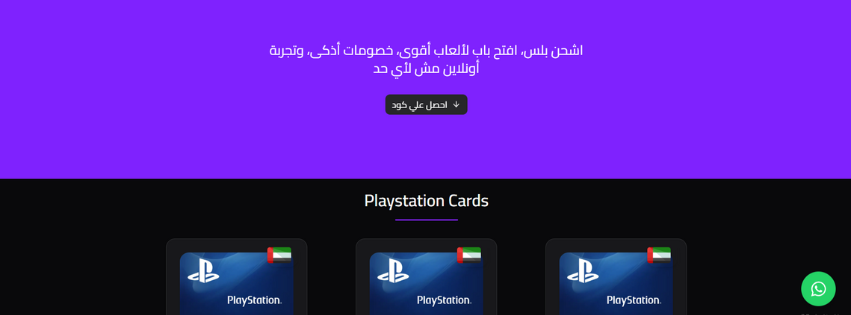 اشحن بلس، افتح باب لألعاب أقوى، خصومات أذكى، وتجربة
أونلاين مش لأي حد
احصل علي كود
Playstation Cards
PlayStation.
PlayStation.
PlayStation.